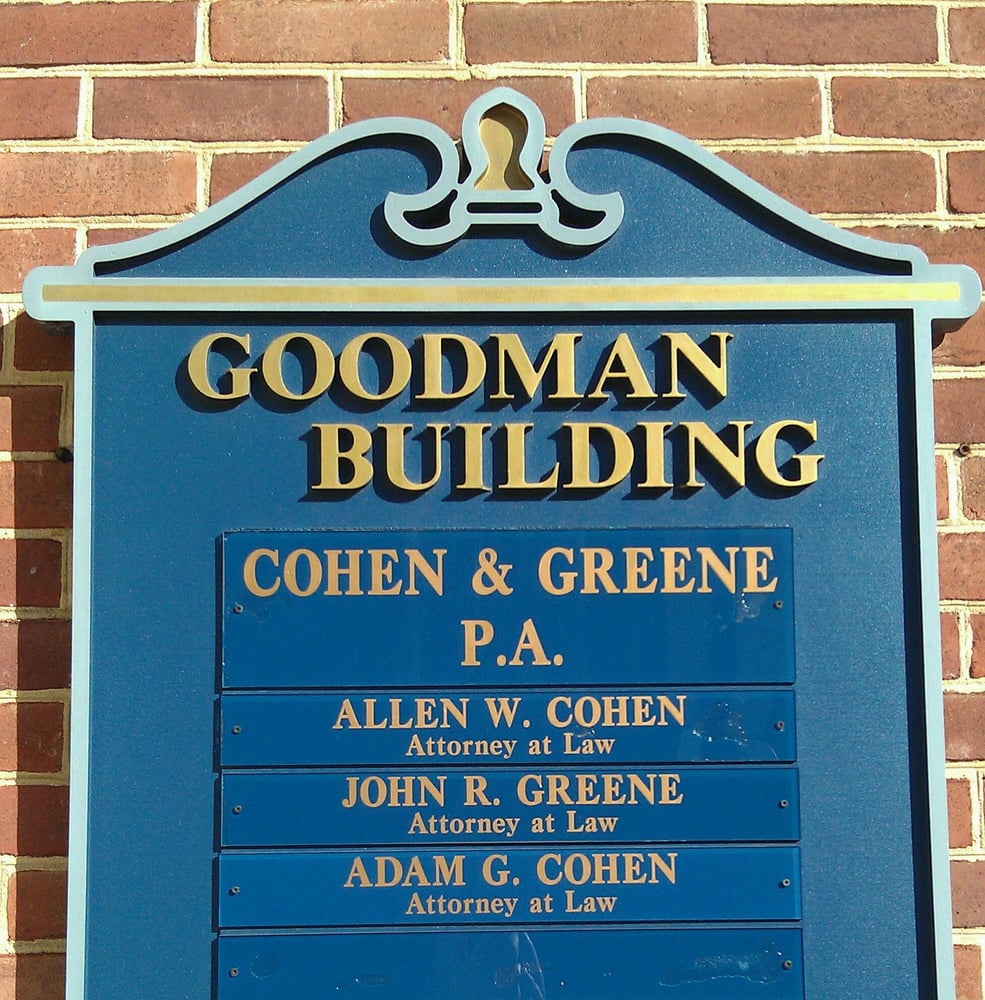 GOODMAN
BUILDING
COHEN & GREENE
P.A.
ALLEN W. COHEN
Attorney at Law
JOHN R. GREENE
Attorney at Law
ADAM G. COHEN
Attorney at Law